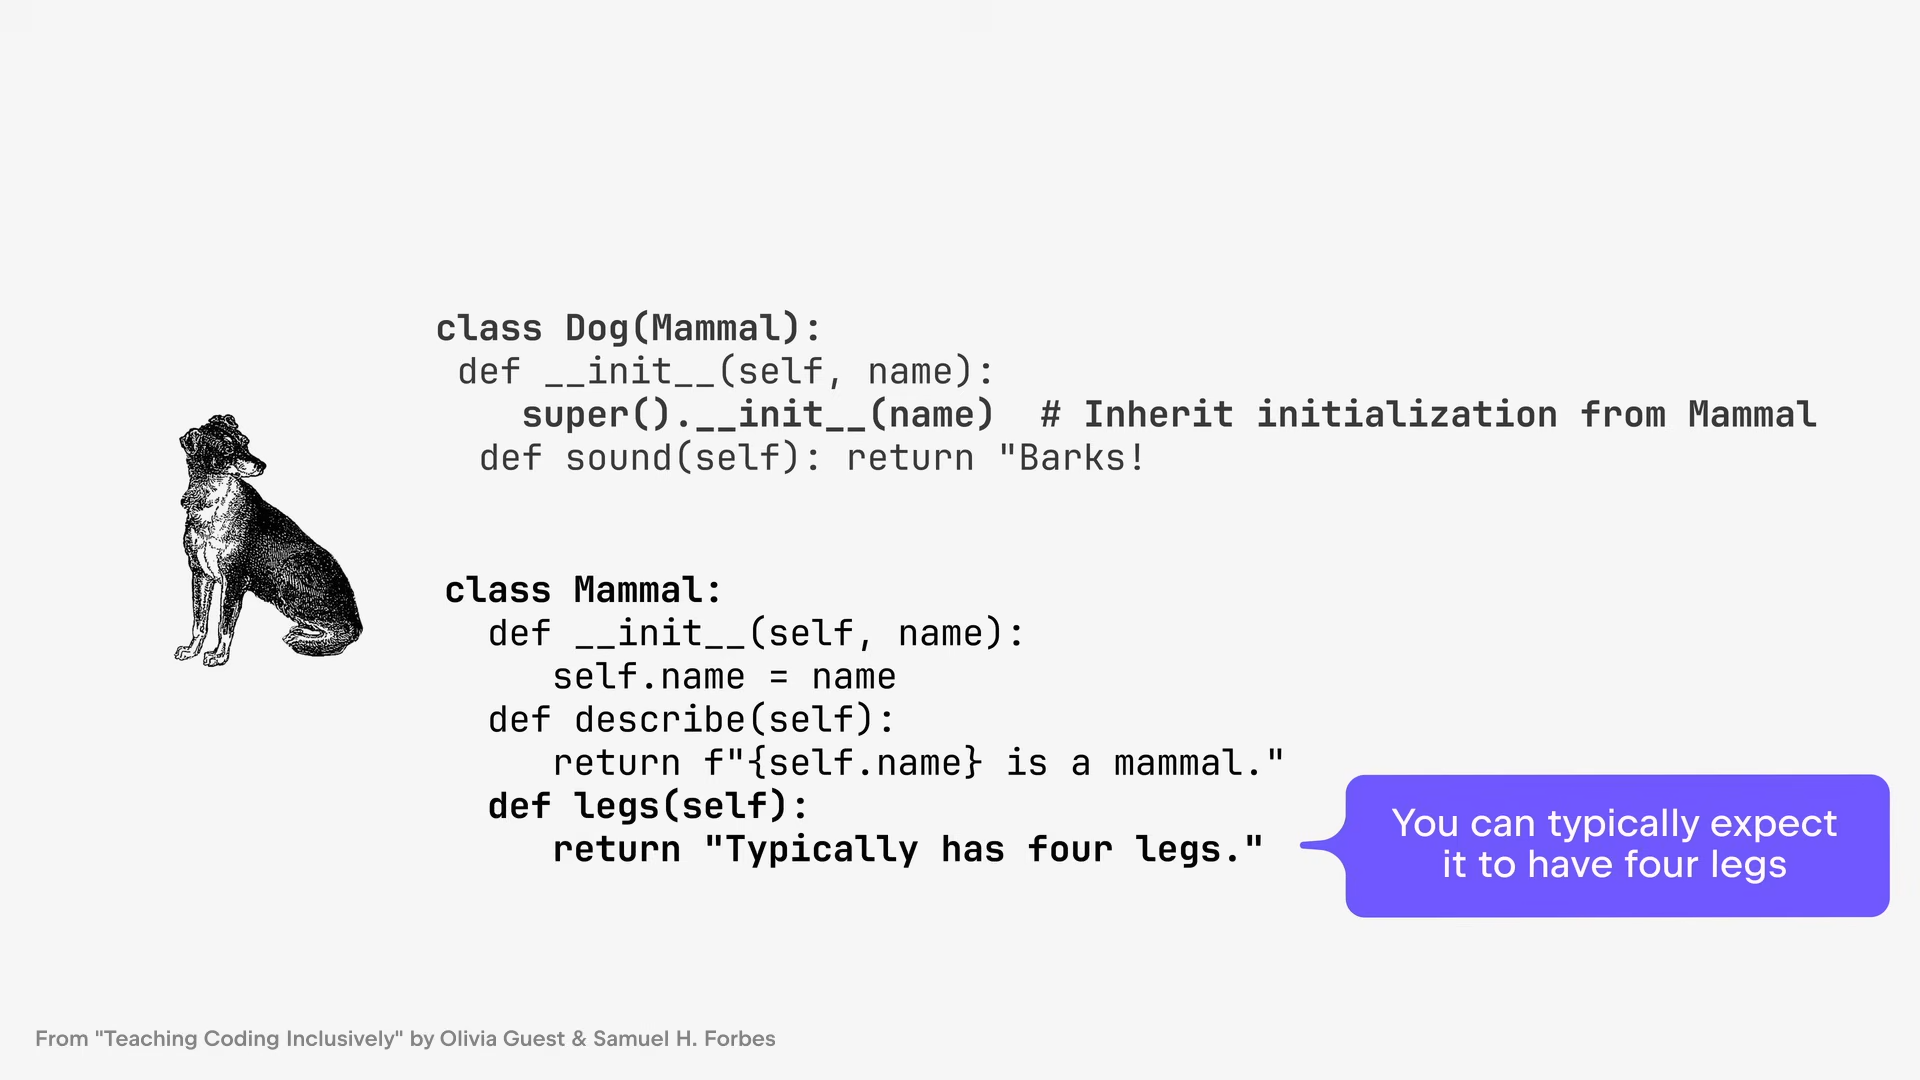 class Dog(Mammal):
def __init__(self, name):
super().__init__(name)  # Inherit initialization from Mammal
def sound(self): return "Barks!
class Mammal:
def __init__(self, name):
self.name = name
def describe(self):
return f"{self.name} is a mammal."
def legs(self):
return "Typically has four legs."
You can typically expect
it to have four legs
From "Teaching Coding Inclusively" by Olivia Guest & Samuel H. Forbes